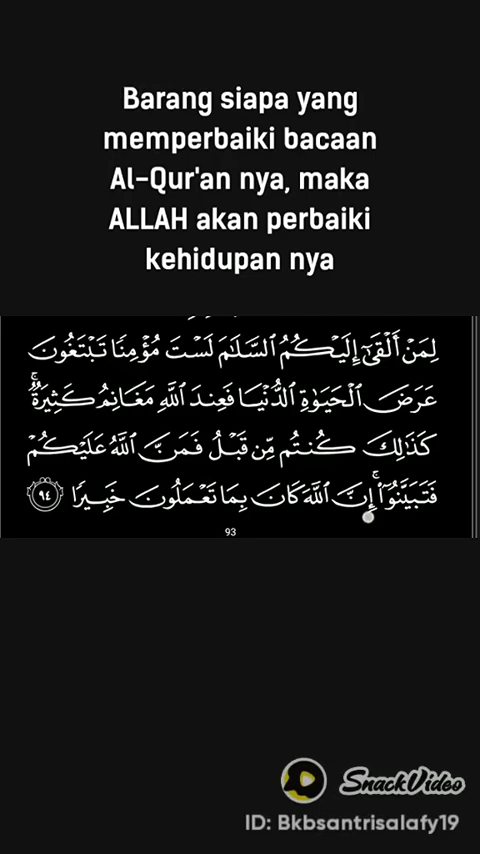 Barang siapa yang
memperbaiki bacaan
Al-Qur'an nya, maka
ALLAH akan perbaiki
kehidupan nya
لِمَنْ أَلْقَىٰٓ إِلَيْكُمُ ٱلسَّلَٰمَ لَسْتَ مُؤْمِنًا تَبْتَغُونَ
عَرَضَ ٱلْحَيَوٰةِ ٱلدُّنْيَا فَعِندَ ٱللَّهِ مَغَانِمُ كَثِيرَةٌ ۚ
كَذَٰلِكَ كُنتُم مِّن قَبْلُ فَمَنَّ ٱللَّهُ عَلَيْكُمْ
فَتَبَيَّنُوٓا۟ ۚ إِنَّ ٱللَّهَ كَانَ بِمَا تَعْمَلُونَ خَبِيرًا ٩٤
93
SnackVideo
ID: Bkbsantrisalafy19